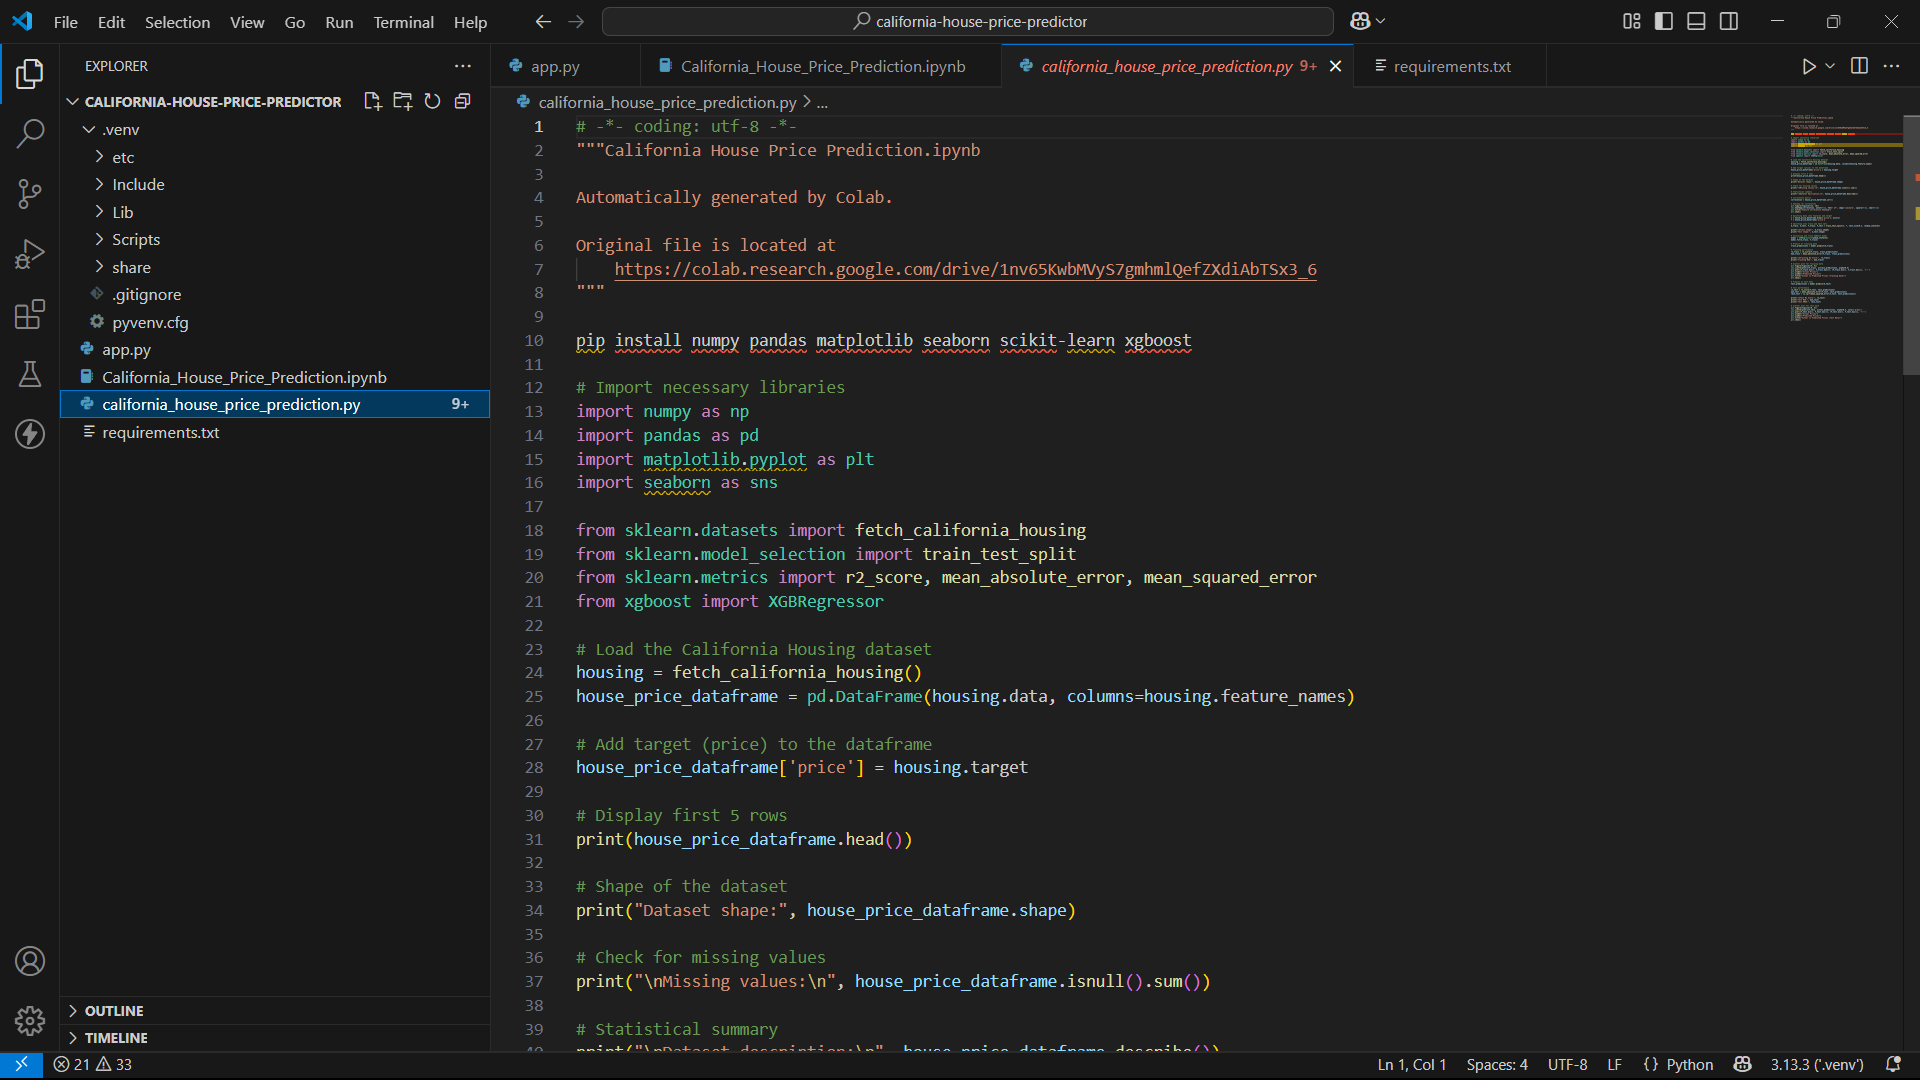 File Edit Selection View Go Run Terminal Help
california-house-price-predictor
EXPLORER
CALIFORNIA-HOUSE-PRICE-PREDICTOR
.venv
etc
Include
Lib
Scripts
share
.gitignore
pyvenv.cfg
app.py
California_House_Price_Prediction.ipynb
california_house_price_prediction.py 9+
requirements.txt
OUTLINE
TIMELINE
app.py California_House_Price_Prediction.ipynb california_house_price_prediction.py 9+ requirements.txt
california_house_price_prediction.py > ...
1 # -*- coding: utf-8 -*-
2 """California House Price Prediction.ipynb
3
4 Automatically generated by Colab.
5
6 Original file is located at
7 https://colab.research.google.com/drive/1nv65KwbMVyS7gmhmlQefZXdiAbTSx3_6
8 """
9
10 pip install numpy pandas matplotlib seaborn scikit-learn xgboost
11
12 # Import necessary libraries
13 import numpy as np
14 import pandas as pd
15 import matplotlib.pyplot as plt
16 import seaborn as sns
17
18 from sklearn.datasets import fetch_california_housing
19 from sklearn.model_selection import train_test_split
20 from sklearn.metrics import r2_score, mean_absolute_error, mean_squared_error
21 from xgboost import XGBRegressor
22
23 # Load the California Housing dataset
24 housing = fetch_california_housing()
25 house_price_dataframe = pd.DataFrame(housing.data, columns=housing.feature_names)
26
27 # Add target (price) to the dataframe
28 house_price_dataframe['price'] = housing.target
29
30 # Display first 5 rows
31 print(house_price_dataframe.head())
32
33 # Shape of the dataset
34 print("Dataset shape:", house_price_dataframe.shape)
35
36 # Check for missing values
37 print("\nMissing values:\n", house_price_dataframe.isnull().sum())
38
39 # Statistical summary
40 print("\nDataset description:\n", house_price_dataframe.describe())
21 33
Ln 1, Col 1 Spaces: 4 UTF-8 LF {} Python 3.13.3 ('.venv')